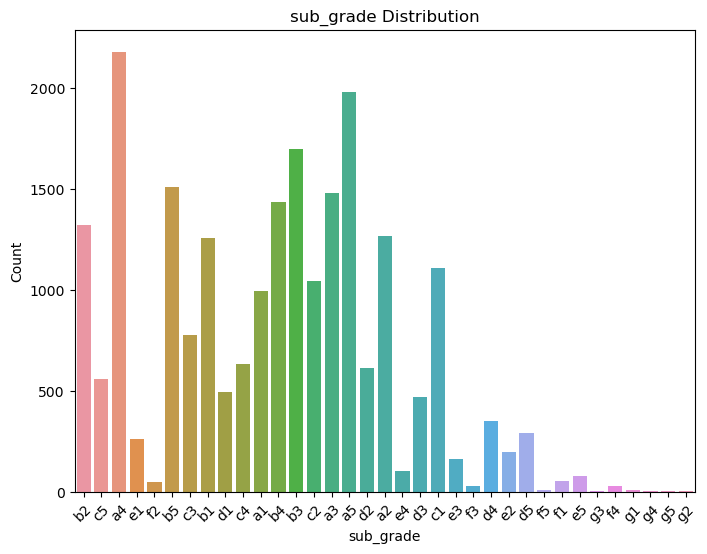 sub_grade Distribution
2000
1500
1000
500
0
Count
b2 c5 a4 e1 f2 b5 c3 b1 d1 c4 a1 b4 b3 c2 a3 a5 d2 a2 e4 d3 c1 e3 f3 d4 e2 d5 f5 f1 e5 g3 f4 g1 g4 g5 g2
sub_grade